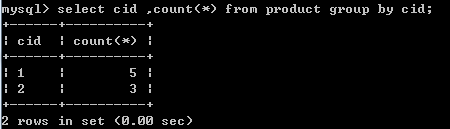 mysql> select cid ,count(*) from product group by cid;
+------+----------+
| cid  | count(*) |
+------+----------+
| 1    |        5 |
| 2    |        3 |
+------+----------+
2 rows in set (0.00 sec)